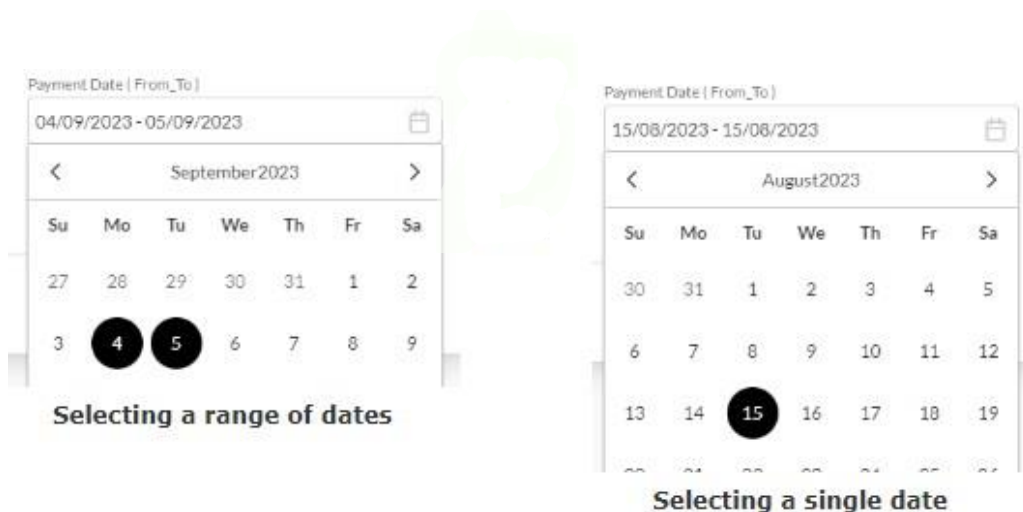 Payment Date ( From_To )
04/09/2023 - 05/09/2023
September2023
Su Mo Tu We Th Fr Sa
27 28 29 30 31 1 2
3 4 5 6 7 8 9
Selecting a range of dates
Payment Date ( From_To )
15/08/2023 - 15/08/2023
August2023
Su Mo Tu We Th Fr Sa
30 31 1 2 3 4 5
6 7 8 9 10 11 12
13 14 15 16 17 18 19
Selecting a single date